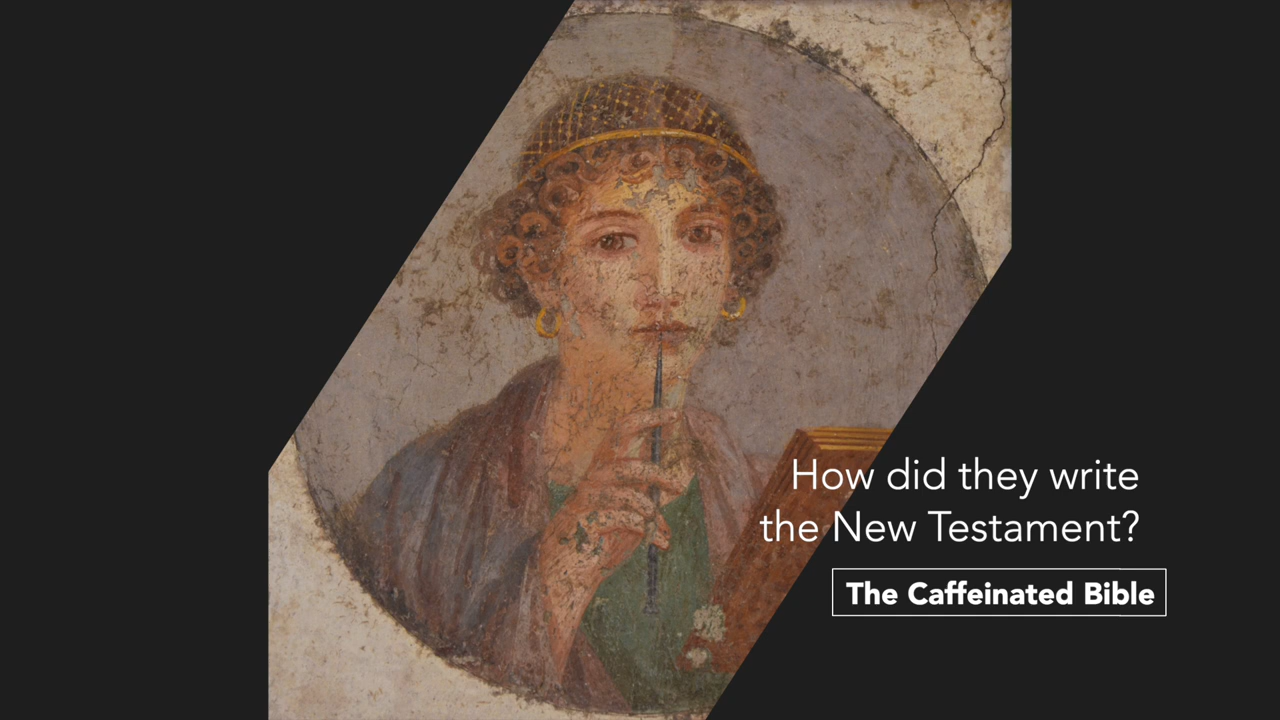 How did they write
the New Testament?
The Caffeinated Bible